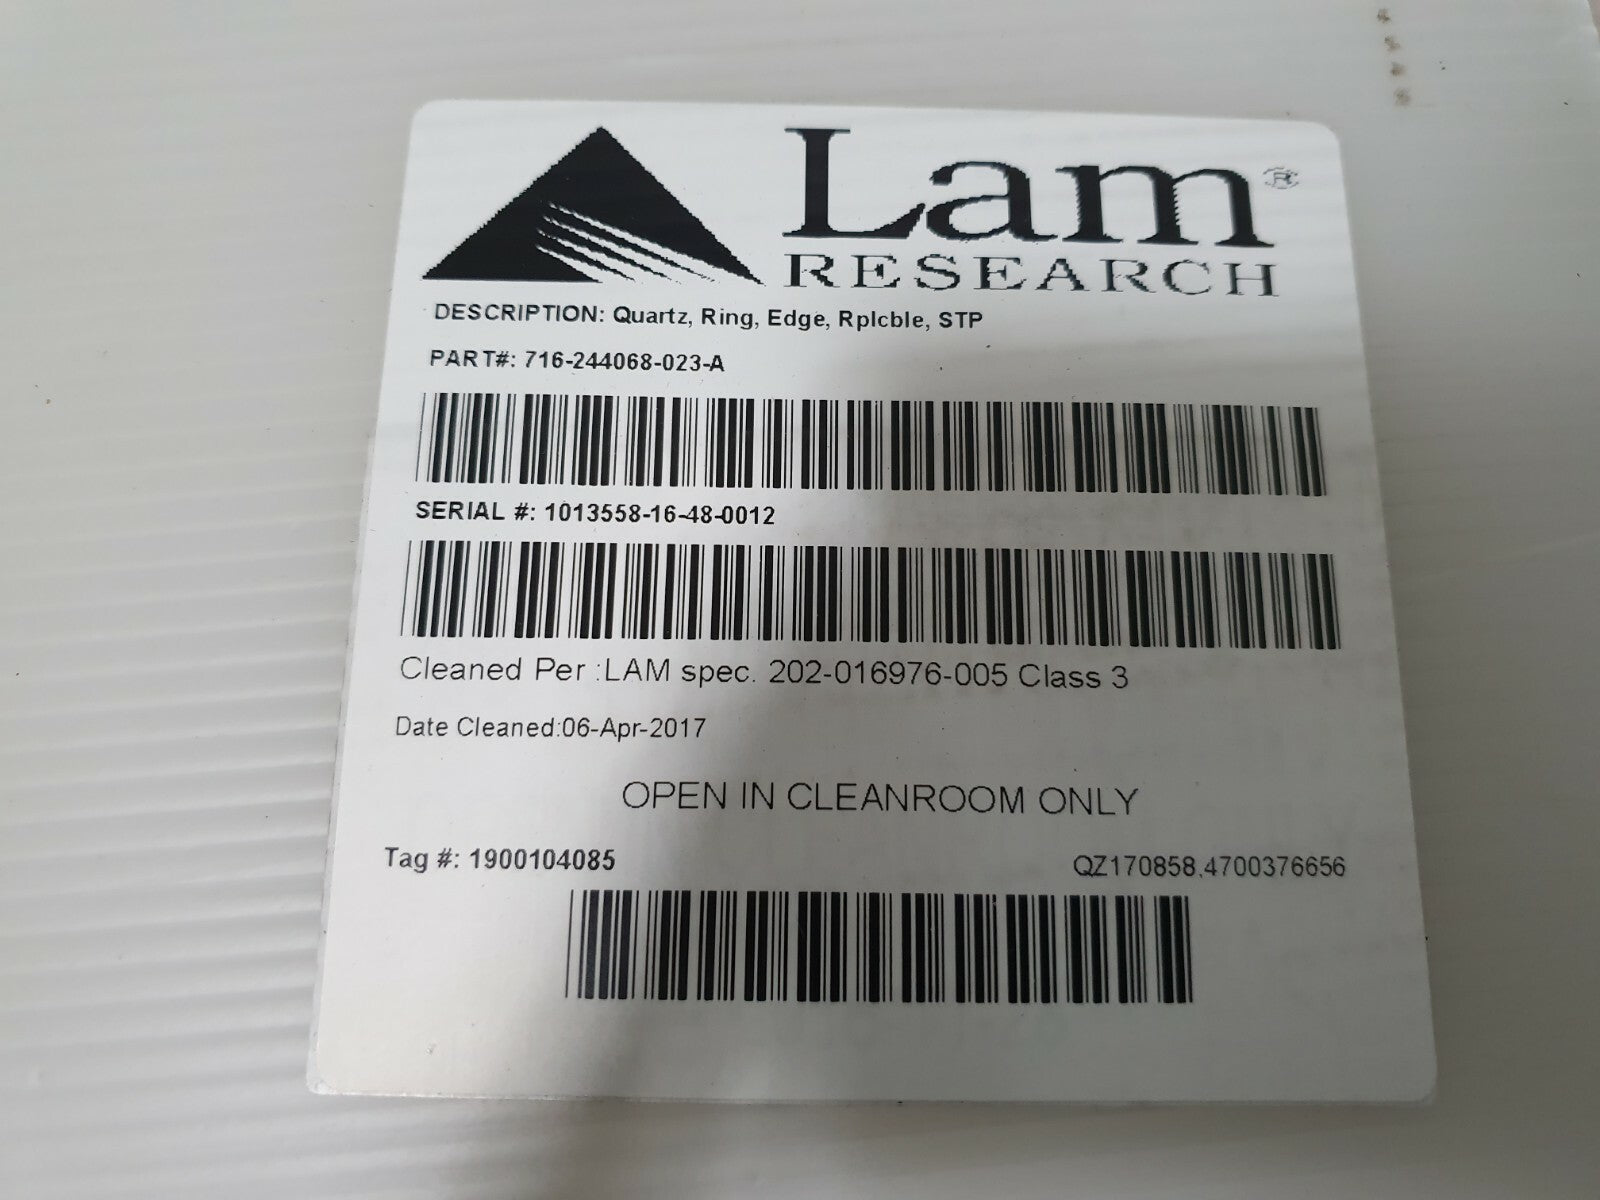 Lam®
RESEARCH
DESCRIPTION: Quartz, Ring, Edge, Rplcble, STP
PART#: 716-244068-023-A
SERIAL #: 1013558-16-48-0012
Cleaned Per :LAM spec. 202-016976-005 Class 3
Date Cleaned:06-Apr-2017
OPEN IN CLEANROOM ONLY
Tag #: 1900104085 QZ170858.4700376656